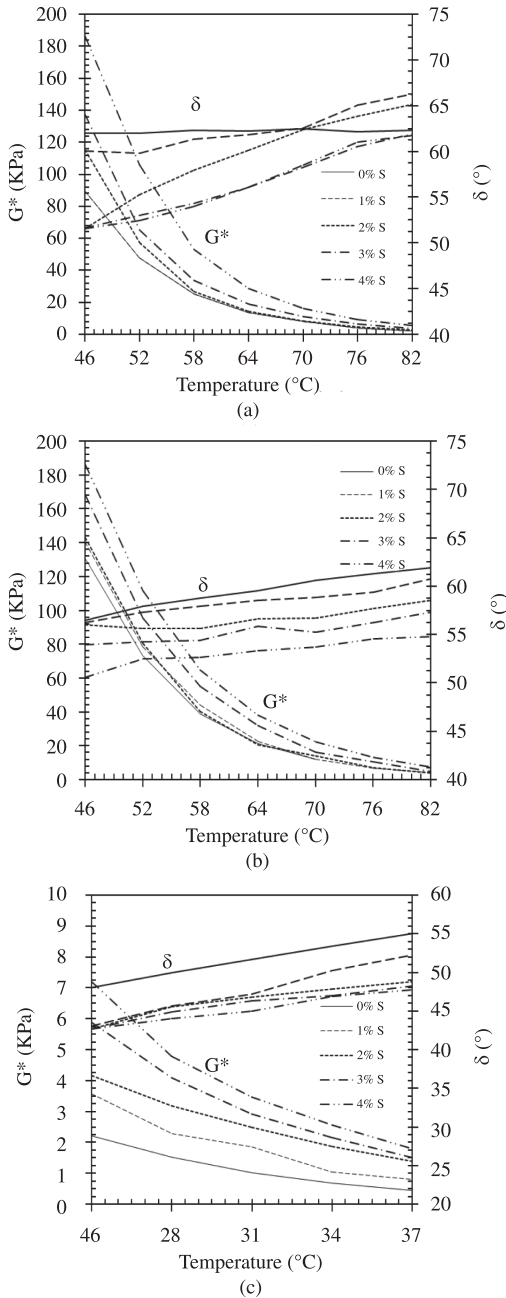 200
180
160
140
120
100
80
60
40
20
0
G* (KPa)
75
70
65
60
55
50
45
40
δ (°)
δ
G*
0% S
1% S
2% S
3% S
4% S
46 52 58 64 70 76 82
Temperature (°C)
(a)
200
180
160
140
120
100
80
60
40
20
0
G* (KPa)
75
70
65
60
55
50
45
40
δ (°)
0% S
1% S
2% S
3% S
4% S
δ
G*
46 52 58 64 70 76 82
Temperature (°C)
(b)
10
9
8
7
6
5
4
3
2
1
0
G* (KPa)
60
55
50
45
40
35
30
25
20
δ (°)
δ
G*
0% S
1% S
2% S
3% S
4% S
46 28 31 34 37
Temperature (°C)
(c)